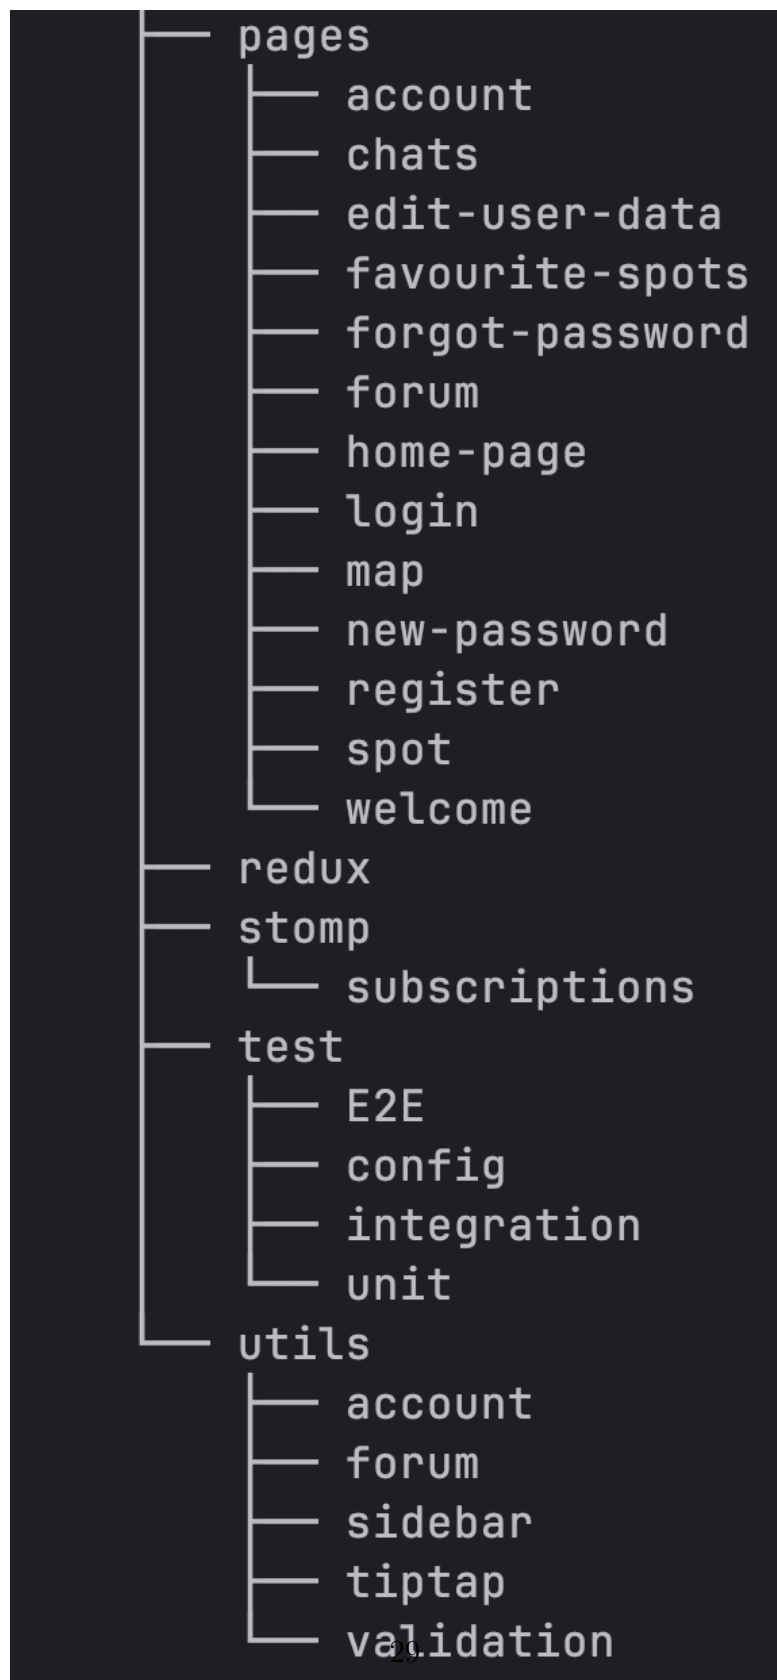 pages
account
chats
edit-user-data
favourite-spots
forgot-password
forum
home-page
login
map
new-password
register
spot
welcome
redux
stomp
subscriptions
test
E2E
config
integration
unit
utils
account
forum
sidebar
tiptap
validation
29